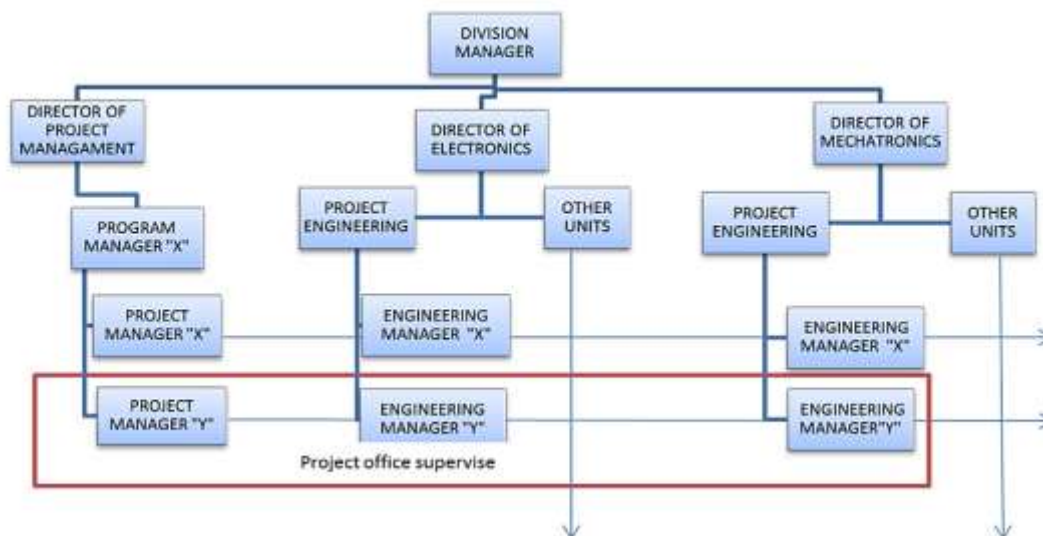 DIVISION
MANAGER
DIRECTOR OF
PROJECT
MANAGAMENT
DIRECTOR OF
ELECTRONICS
DIRECTOR OF
MECHATRONICS
PROGRAM
MANAGER "X"
PROJECT
ENGINEERING
OTHER
UNITS
PROJECT
ENGINEERING
OTHER
UNITS
PROJECT
MANAGER "X"
ENGINEERING
MANAGER "X"
ENGINEERING
MANAGER "X"
PROJECT
MANAGER "Y"
ENGINEERING
MANAGER "Y"
ENGINEERING
MANAGER"Y"
Project office supervise